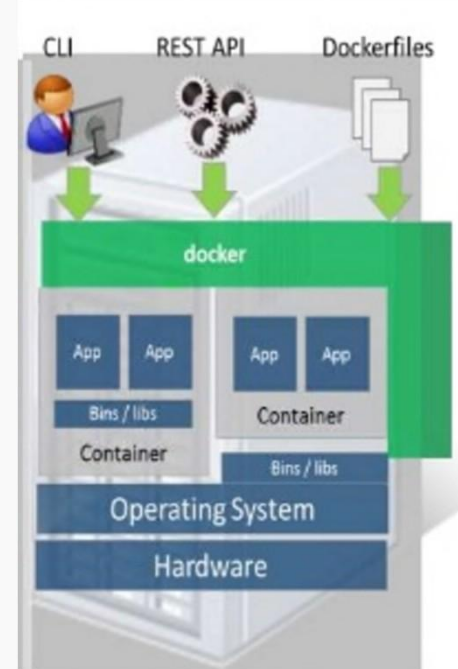 CLI REST API Dockerfiles
docker
App App App App
Bins / libs Container
Container Bins / libs
Operating System
Hardware